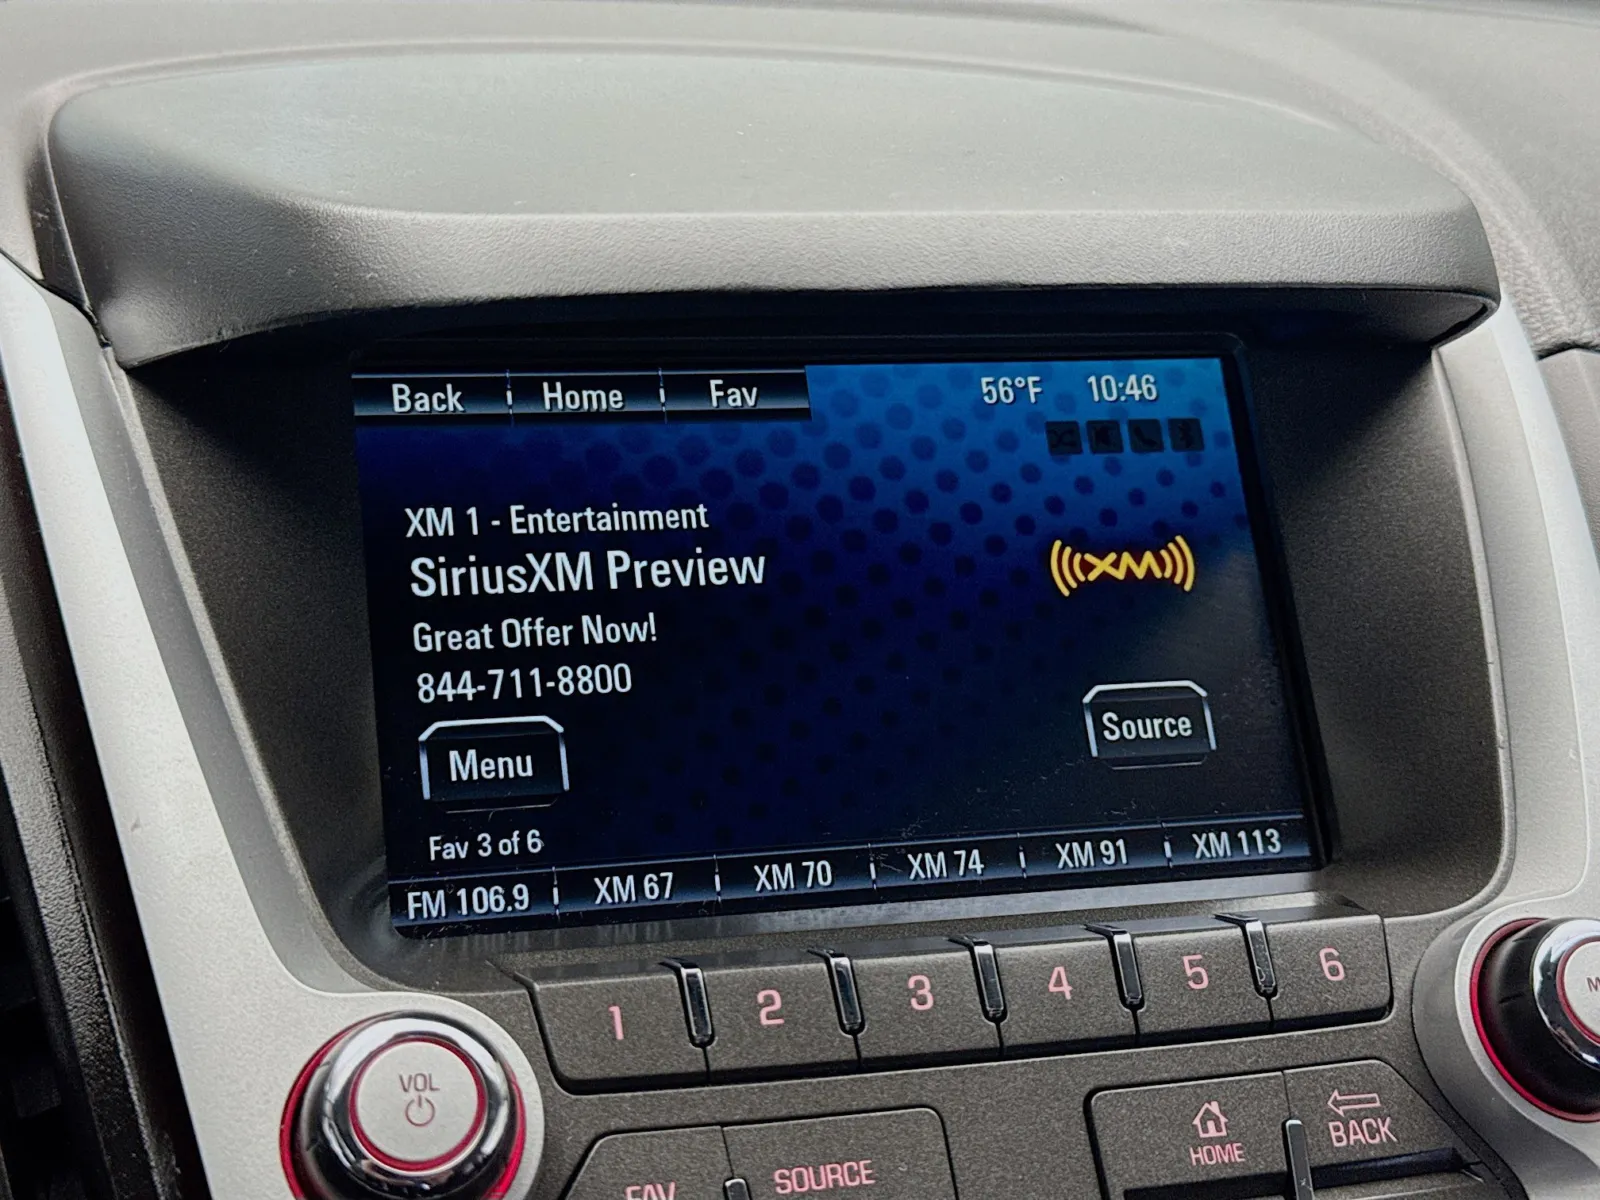 Back Home Fav 56°F 10:46
XM 1 - Entertainment
SiriusXM Preview
Great Offer Now!
844-711-8800
XM
Menu
Source
Fav 3 of 6
FM 106.9 XM 67 XM 70 XM 74 XM 91 XM 113
1 2 3 4 5 6
VOL
FAV
SOURCE
HOME
BACK